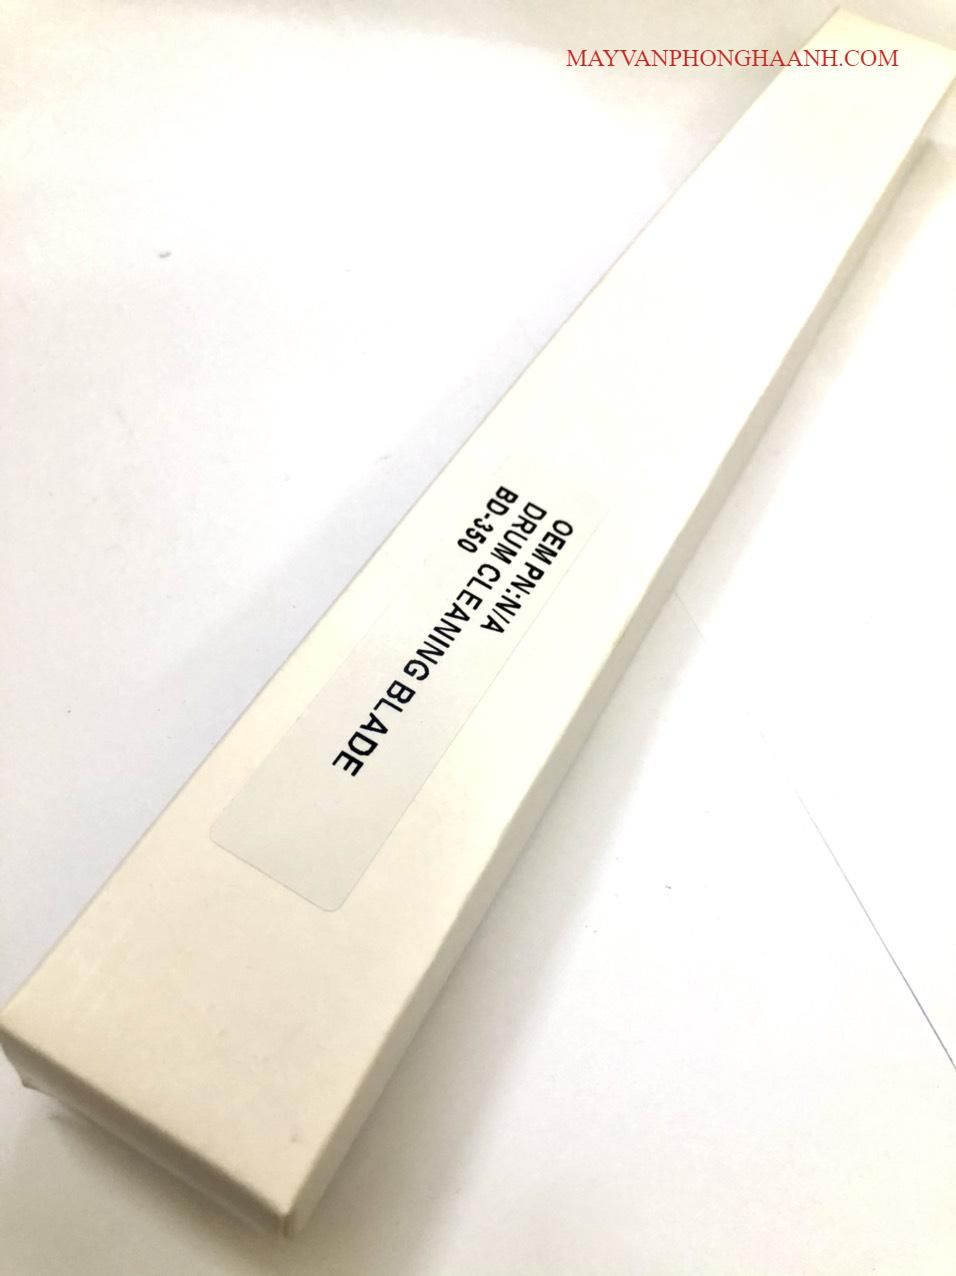 MAYVANPHONGHAANH.COM
OEM PN:N/A
DRUM CLEANING BLADE
BD-350